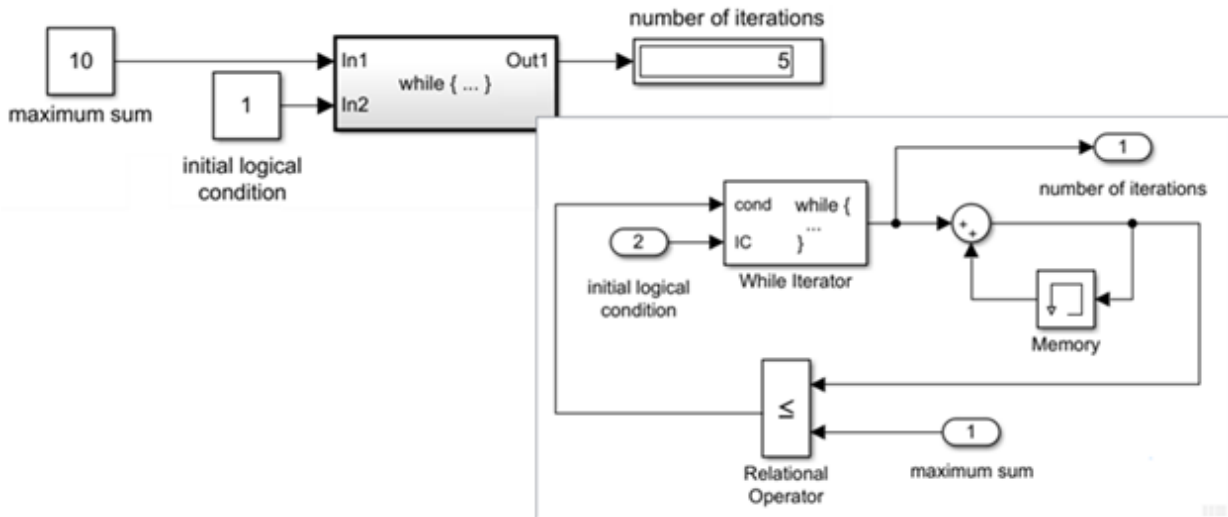 number of iterations
10
In1
Out1
5
while { ... }
1
In2
maximum sum
initial logical
condition
1
number of iterations
cond
while {
...
}
IC
2
While Iterator
+
+
initial logical
condition
Memory
≤
1
Relational
Operator
maximum sum